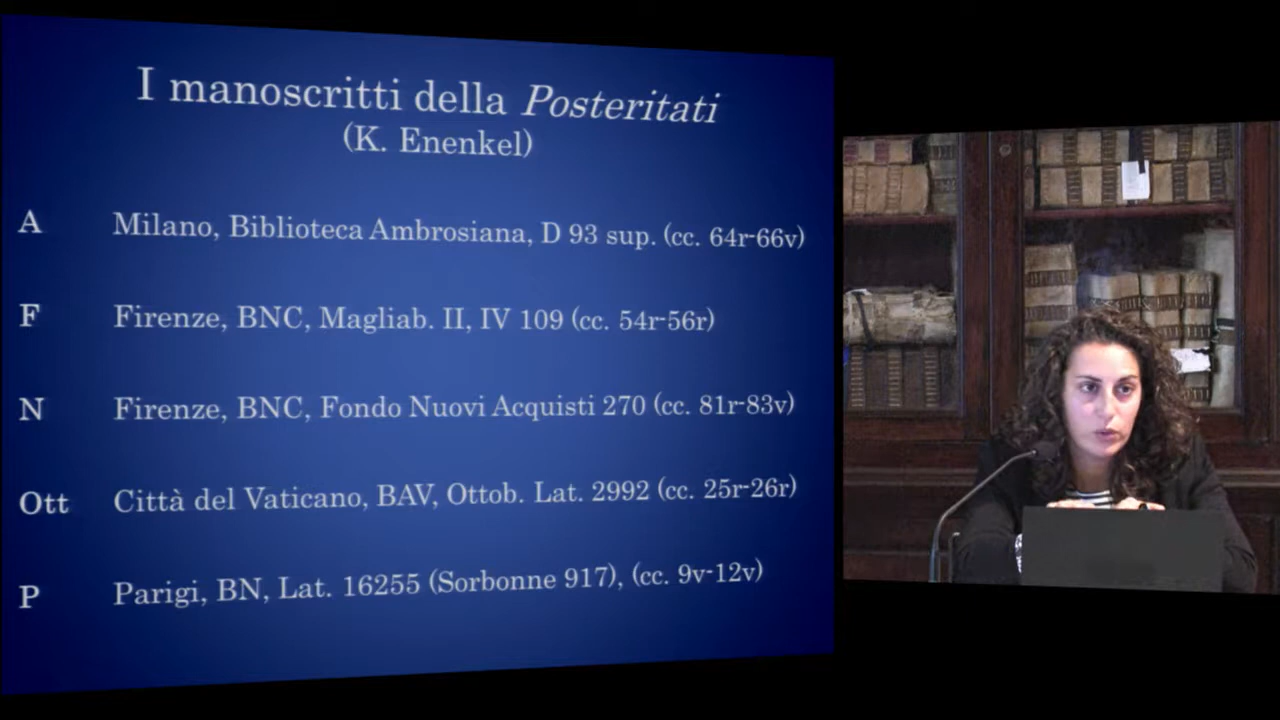 I manoscritti della Posteritati
(K. Enenkel)
A Milano, Biblioteca Ambrosiana, D 93 sup. (cc. 64r-66v)
F Firenze, BNC, Magliab. II, IV 109 (cc. 54r-56r)
N Firenze, BNC, Fondo Nuovi Acquisti 270 (cc. 81r-83v)
Ott Città del Vaticano, BAV, Ottob. Lat. 2992 (cc. 25r-26r)
P Parigi, BN, Lat. 16255 (Sorbonne 917), (cc. 9v-12v)